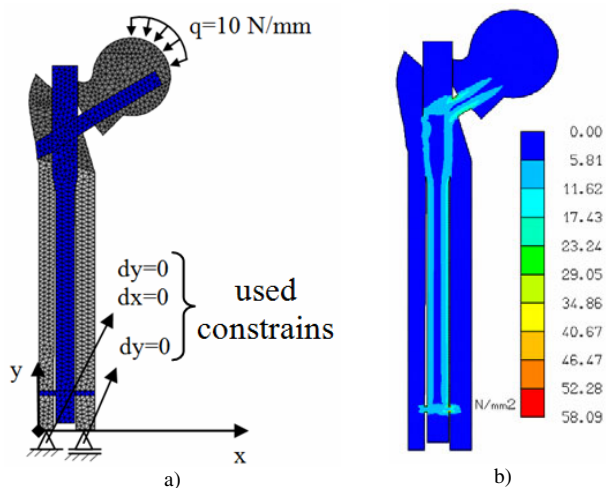 q=10 N/mm
dy=0
dx=0
dy=0
used
constrains
y
x
a)
0.00
5.81
11.62
17.43
23.24
29.05
34.86
40.67
46.47
52.28
58.09
N/mm2
b)